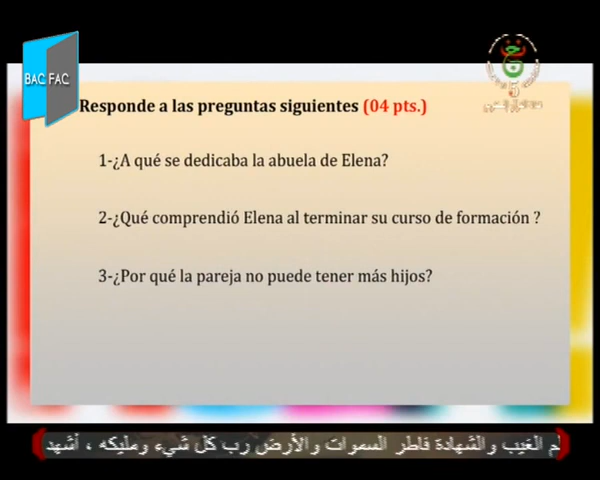 BAC FAC
Responde a las preguntas siguientes (04 pts.)
1-¿A qué se dedicaba la abuela de Elena?
2-¿Qué comprendió Elena al terminar su curso de formación ?
3-¿Por qué la pareja no puede tener más hijos?
الغيب والشهادة فاطر السموات والأرض رب كل شيء ومليكه ، أشهد